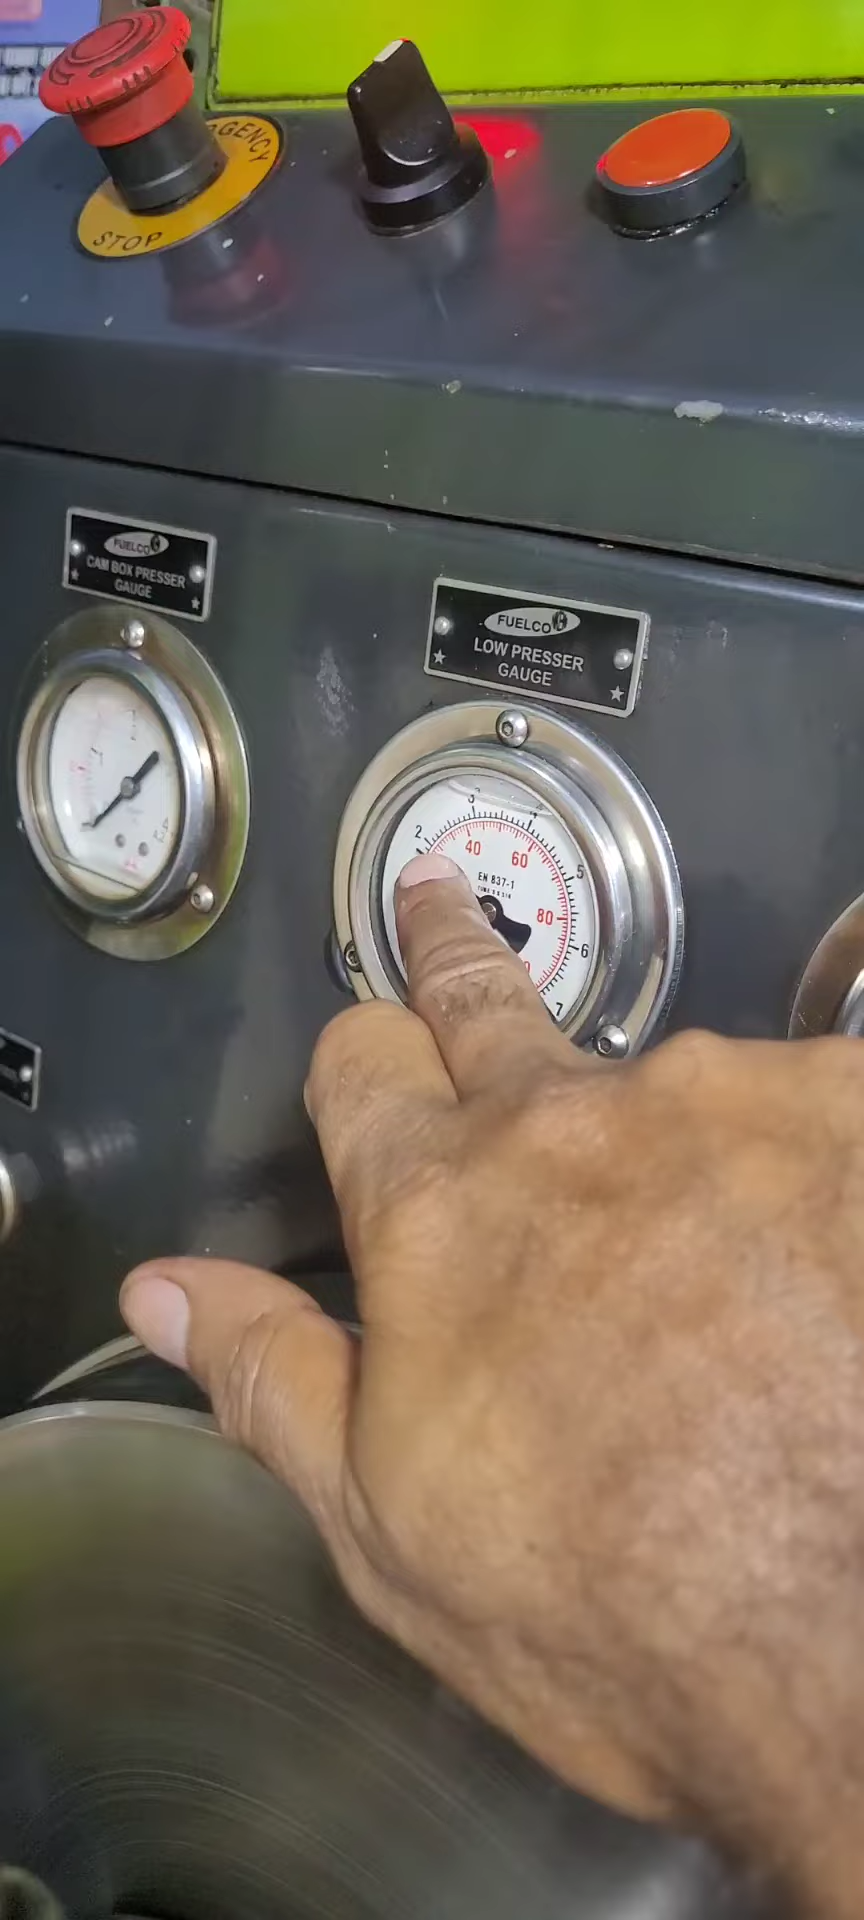 GENCY
STOP
FUELCO
CAM BOX PRESSER
GAUGE
FUELCO
LOW PRESSER
GAUGE
2
3
4
5
6
7
40
60
80
EN 837-1